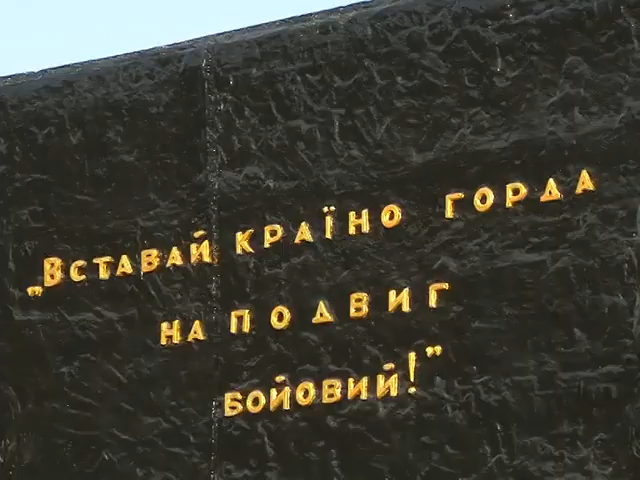 „Вставай країно горда
на подвиг
бойовий!”